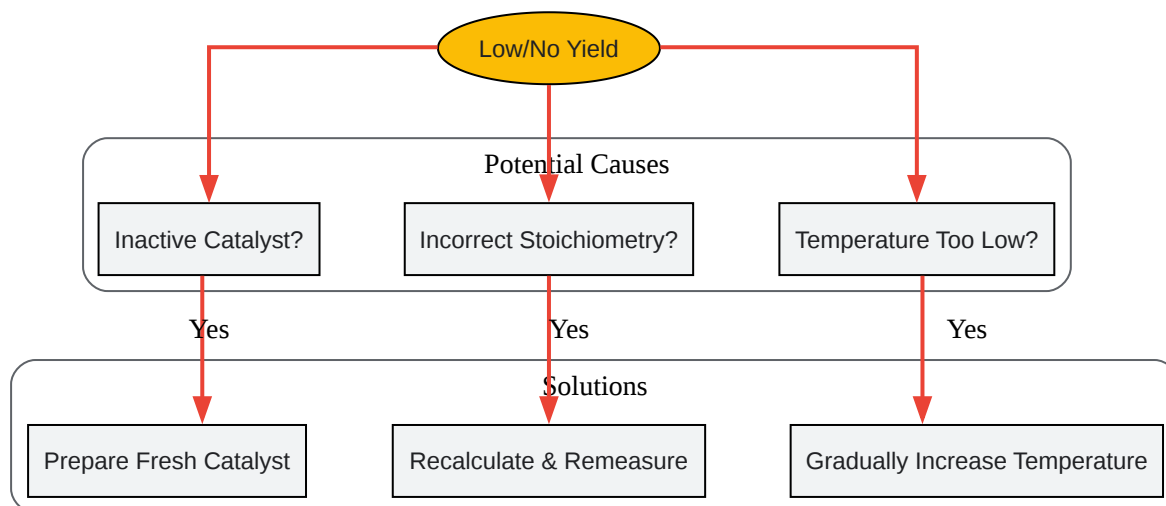 Low/No Yield
Potential Causes
Inactive Catalyst?
Incorrect Stoichiometry?
Temperature Too Low?
Yes
Yes
Yes
Solutions
Prepare Fresh Catalyst
Recalculate & Remeasure
Gradually Increase Temperature